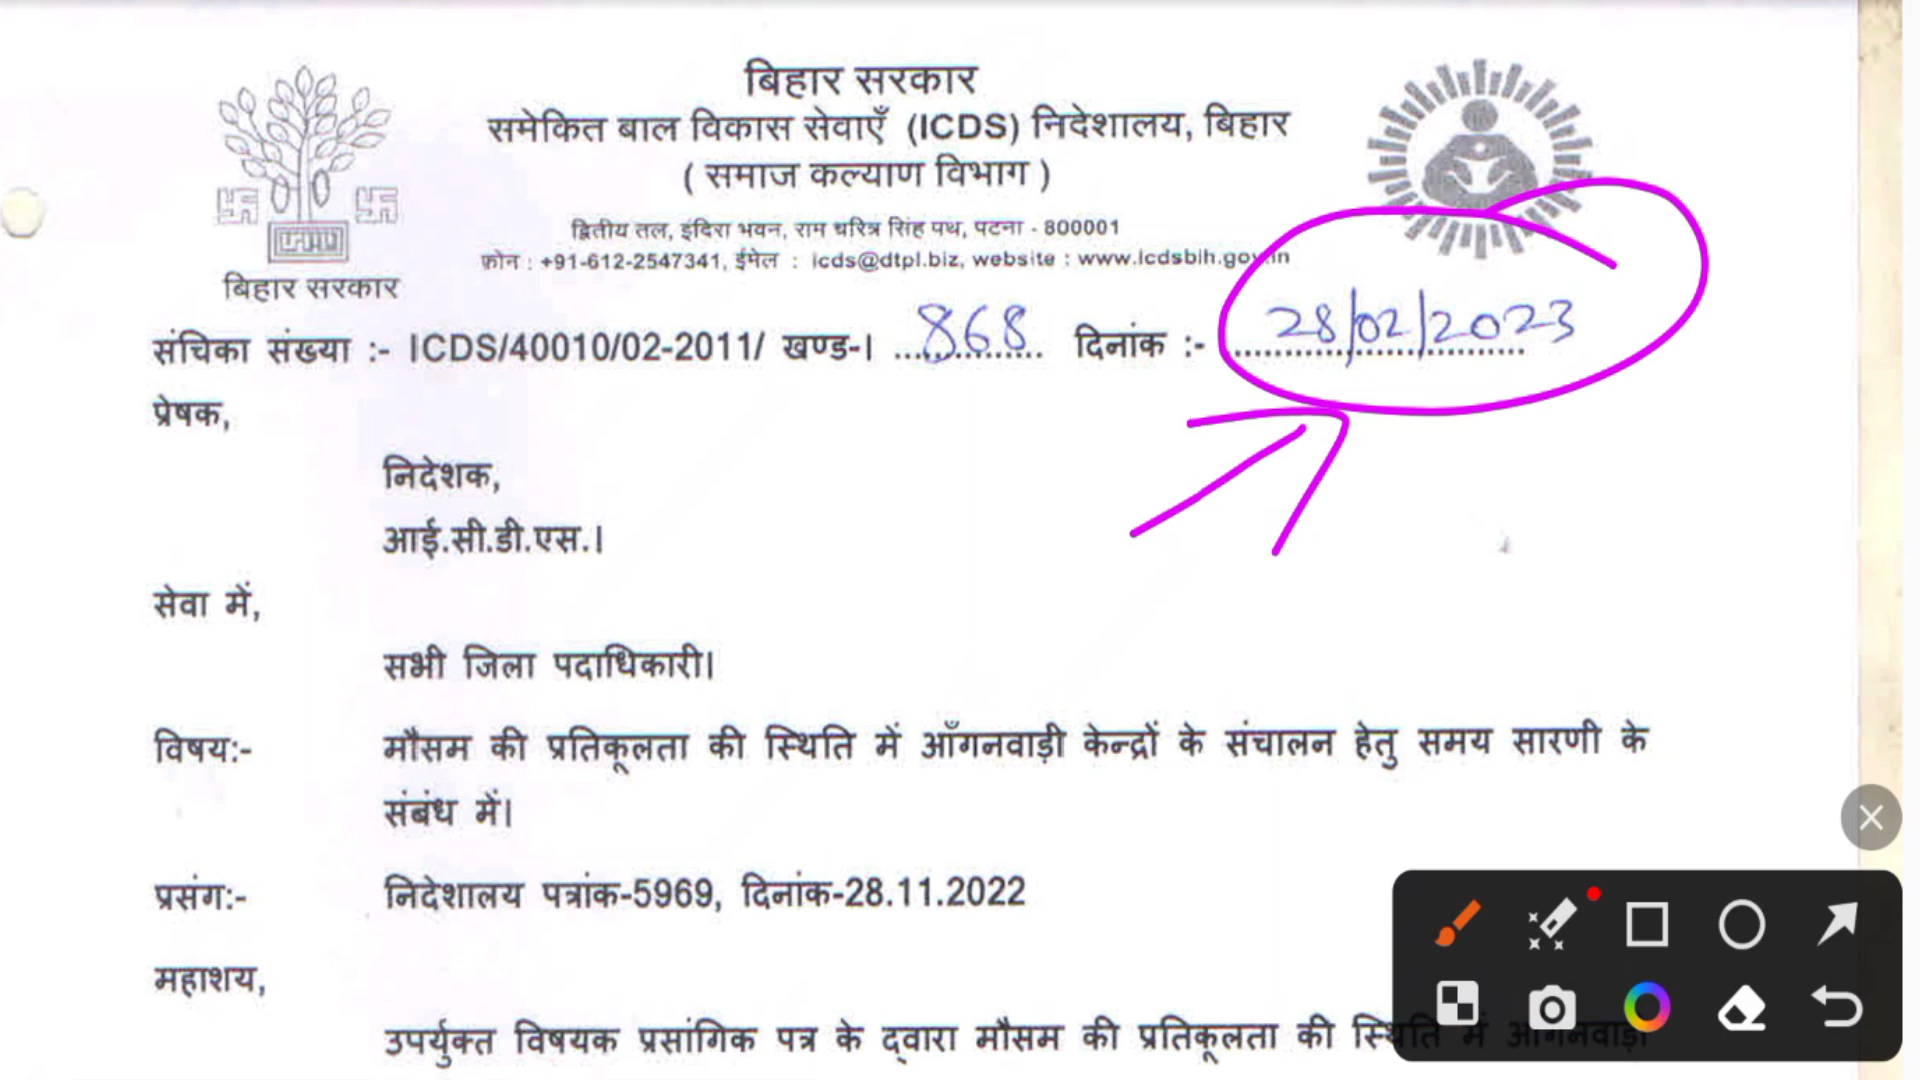 बिहार सरकार
समेकित बाल विकास सेवाएँ (ICDS) निदेशालय, बिहार
( समाज कल्याण विभाग )
द्वितीय तल, इंदिरा भवन, राम चरित्र सिंह पथ, पटना - 800001
फ़ोन : +91-612-2547341, ईमेल : icds@dtpl.biz, website : www.icdsbih.gov.in
बिहार सरकार
संचिका संख्या :- ICDS/40010/02-2011/ खण्ड-। 868 दिनांक :- 28/02/2023
प्रेषक,
निदेशक,
आई.सी.डी.एस.।
सेवा में,
सभी जिला पदाधिकारी।
विषय:- मौसम की प्रतिकूलता की स्थिति में आँगनवाड़ी केन्द्रों के संचालन हेतु समय सारणी के
संबंध में।
प्रसंग:- निदेशालय पत्रांक-5969, दिनांक-28.11.2022
महाशय,
उपर्युक्त विषयक प्रसांगिक पत्र के द्वारा मौसम की प्रतिकूलता की स्थिति में